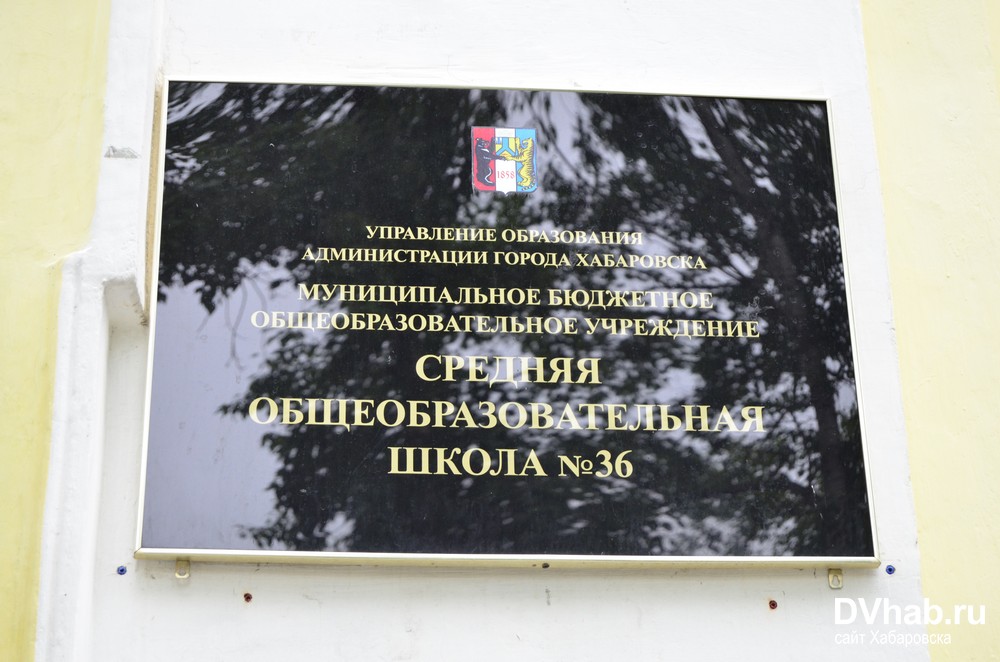 1858
УПРАВЛЕНИЕ ОБРАЗОВАНИЯ
АДМИНИСТРАЦИИ ГОРОДА ХАБАРОВСКА
МУНИЦИПАЛЬНОЕ БЮДЖЕТНОЕ
ОБЩЕОБРАЗОВАТЕЛЬНОЕ УЧРЕЖДЕНИЕ
СРЕДНЯЯ
ОБЩЕОБРАЗОВАТЕЛЬНАЯ
ШКОЛА №36
DVhab.ru
сайт Хабаровска